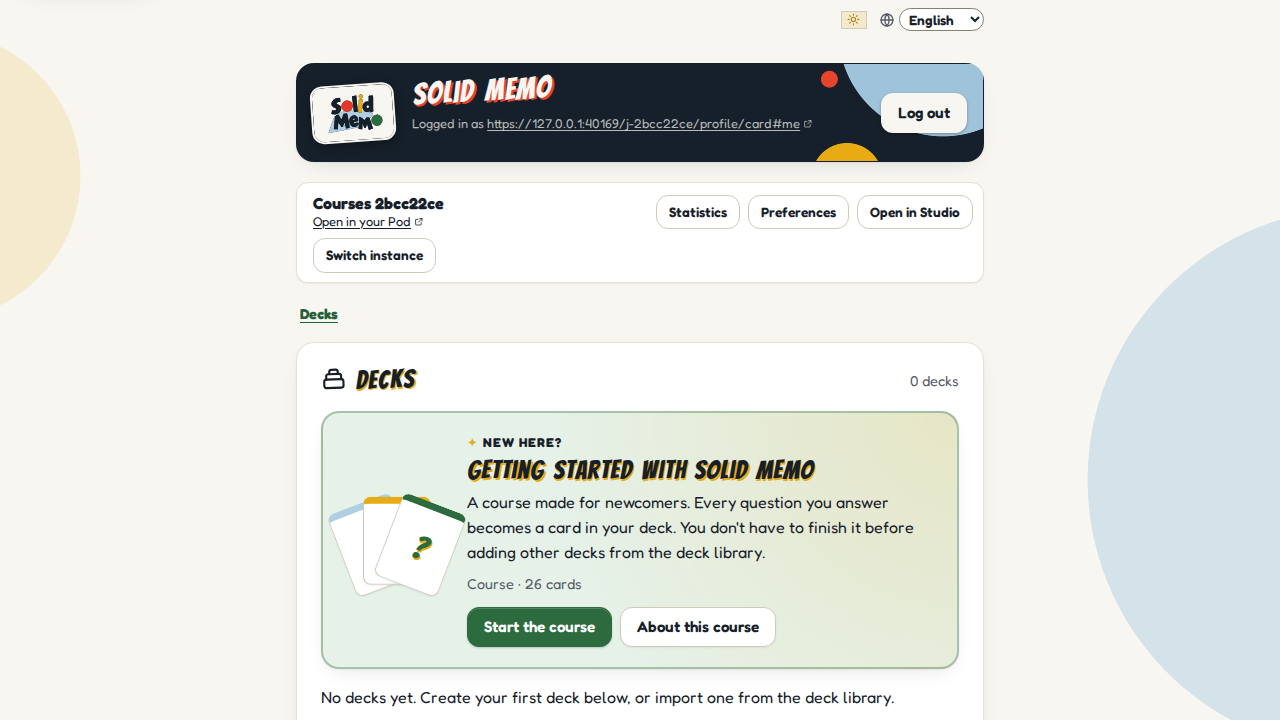 English
Solid Memo
SOLID MEMO
Logged in as https://127.0.0.1:40169/j-2bcc22ce/profile/card#me
Log out
Courses 2bcc22ce
Open in your Pod
Statistics
Preferences
Open in Studio
Switch instance
Decks
DECKS
0 decks
NEW HERE?
GETTING STARTED WITH SOLID MEMO
A course made for newcomers. Every question you answer
becomes a card in your deck. You don't have to finish it before
adding other decks from the deck library.
?
Course · 26 cards
Start the course
About this course
No decks yet. Create your first deck below, or import one from the deck library.